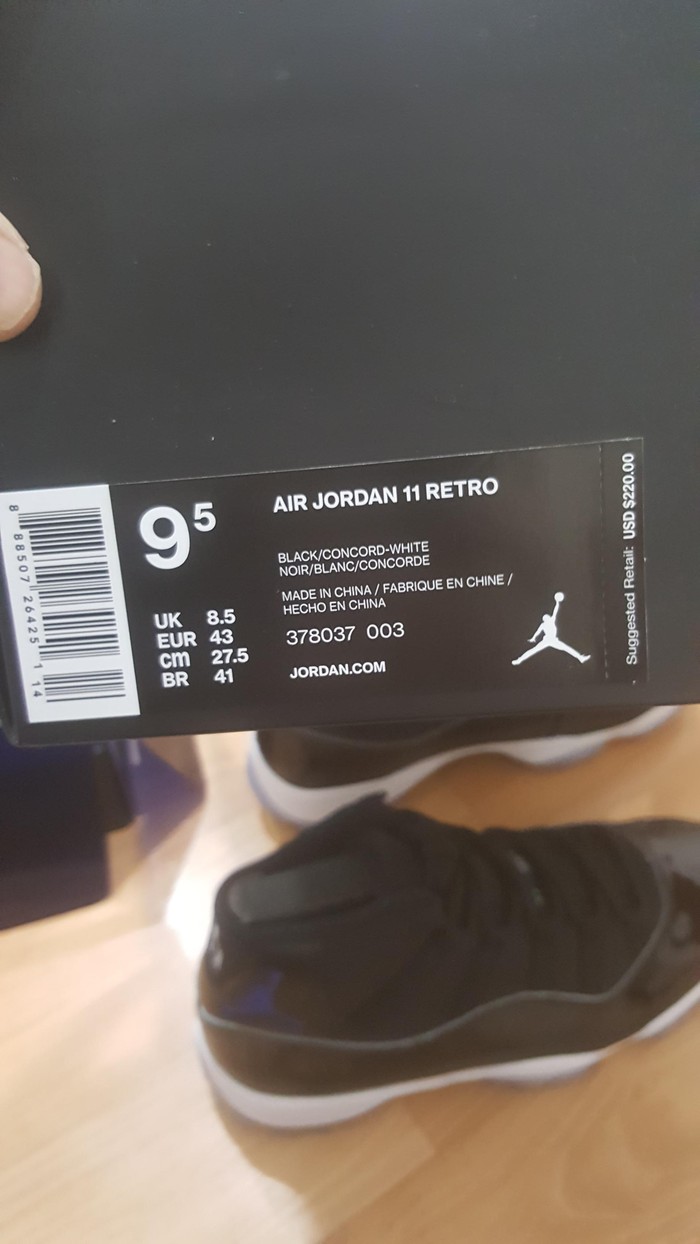 8 88507 26425 1 14
9⁵
UK 8.5
EUR 43
cm 27.5
BR 41
AIR JORDAN 11 RETRO
BLACK/CONCORD-WHITE
NOIR/BLANC/CONCORDE
MADE IN CHINA / FABRIQUE EN CHINE /
HECHO EN CHINA
378037 003
JORDAN.COM
Suggested Retail: USD $220.00